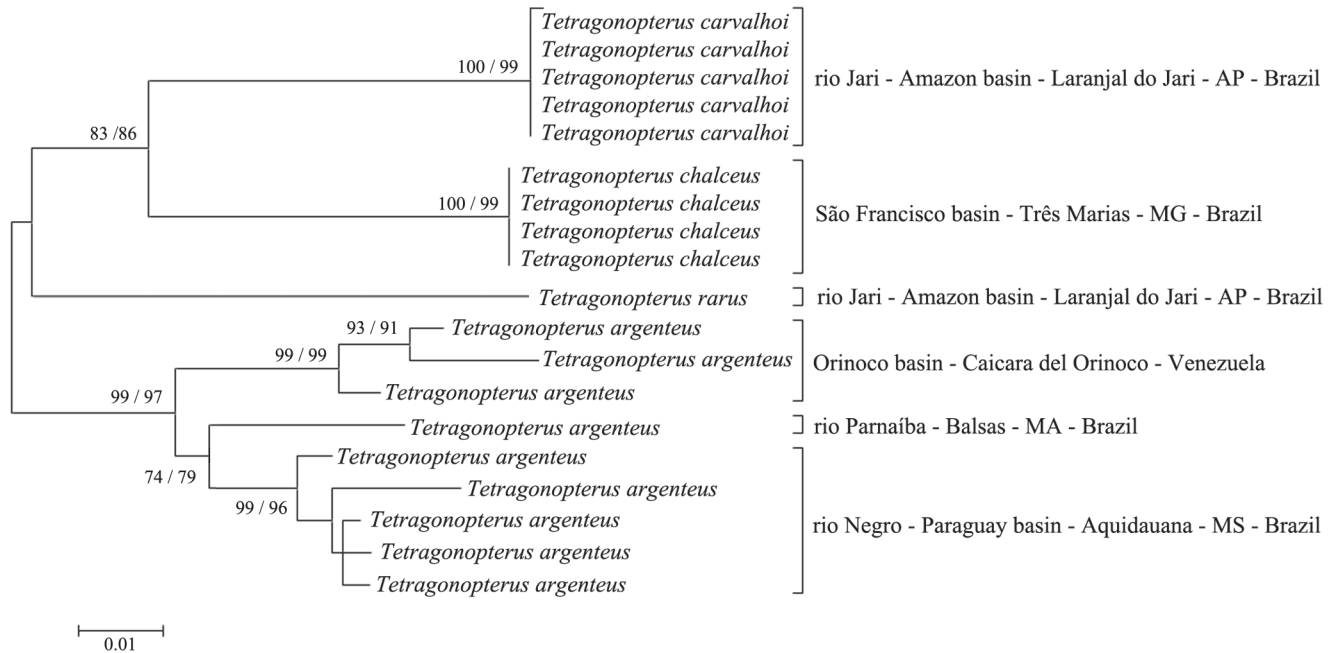 Tetragonopterus carvalhoi
Tetragonopterus carvalhoi
100 / 99
Tetragonopterus carvalhoi
rio Jari - Amazon basin - Laranjal do Jari - AP - Brazil
Tetragonopterus carvalhoi
83 /86
Tetragonopterus carvalhoi
Tetragonopterus chalceus
100 / 99
Tetragonopterus chalceus
São Francisco basin - Três Marias - MG - Brazil
Tetragonopterus chalceus
Tetragonopterus chalceus
Tetragonopterus rarus
rio Jari - Amazon basin - Laranjal do Jari - AP - Brazil
93 / 91
Tetragonopterus argenteus
99 / 99
Tetragonopterus argenteus
Orinoco basin - Caicara del Orinoco - Venezuela
99 / 97
Tetragonopterus argenteus
Tetragonopterus argenteus
rio Parnaíba - Balsas - MA - Brazil
Tetragonopterus argenteus
74 / 79
Tetragonopterus argenteus
99 / 96
Tetragonopterus argenteus
rio Negro - Paraguay basin - Aquidauana - MS - Brazil
Tetragonopterus argenteus
Tetragonopterus argenteus
0.01